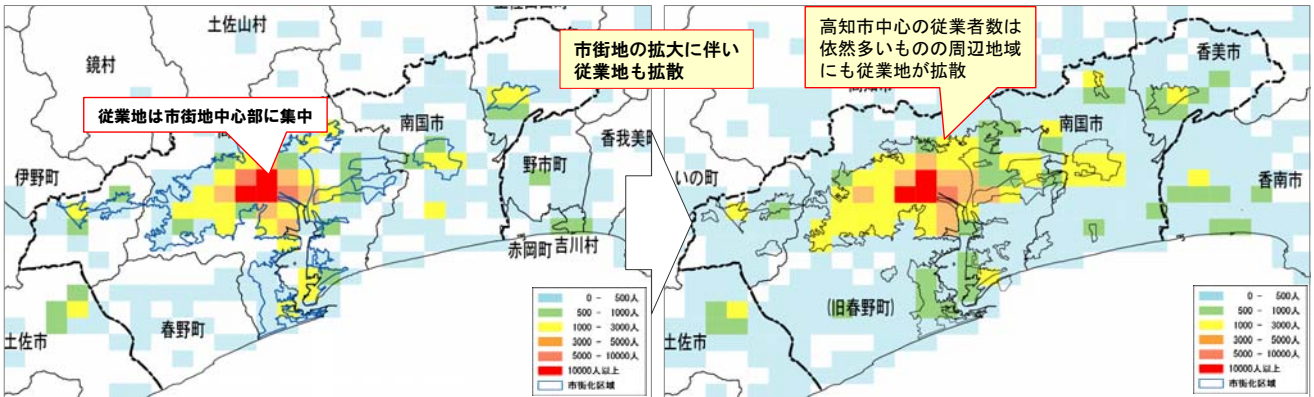 土佐山村
鏡村
市街地の拡大に伴い
従業地も拡散
従業地は市街地中心部に集中
南国市
香我美町
野市町
伊野町
赤岡町
吉川村
春野町
土佐市
0 - 500人
500 - 1000人
1000 - 3000人
3000 - 5000人
5000 - 10000人
10000人以上
市街化区域
高知市中心の従業者数は
依然多いものの周辺地域
にも従業地が拡散
香美市
南国市
いの町
香南市
(旧春野町)
土佐市
0 - 500人
500 - 1000人
1000 - 3000人
3000 - 5000人
5000 - 10000人
10000人以上
市街化区域